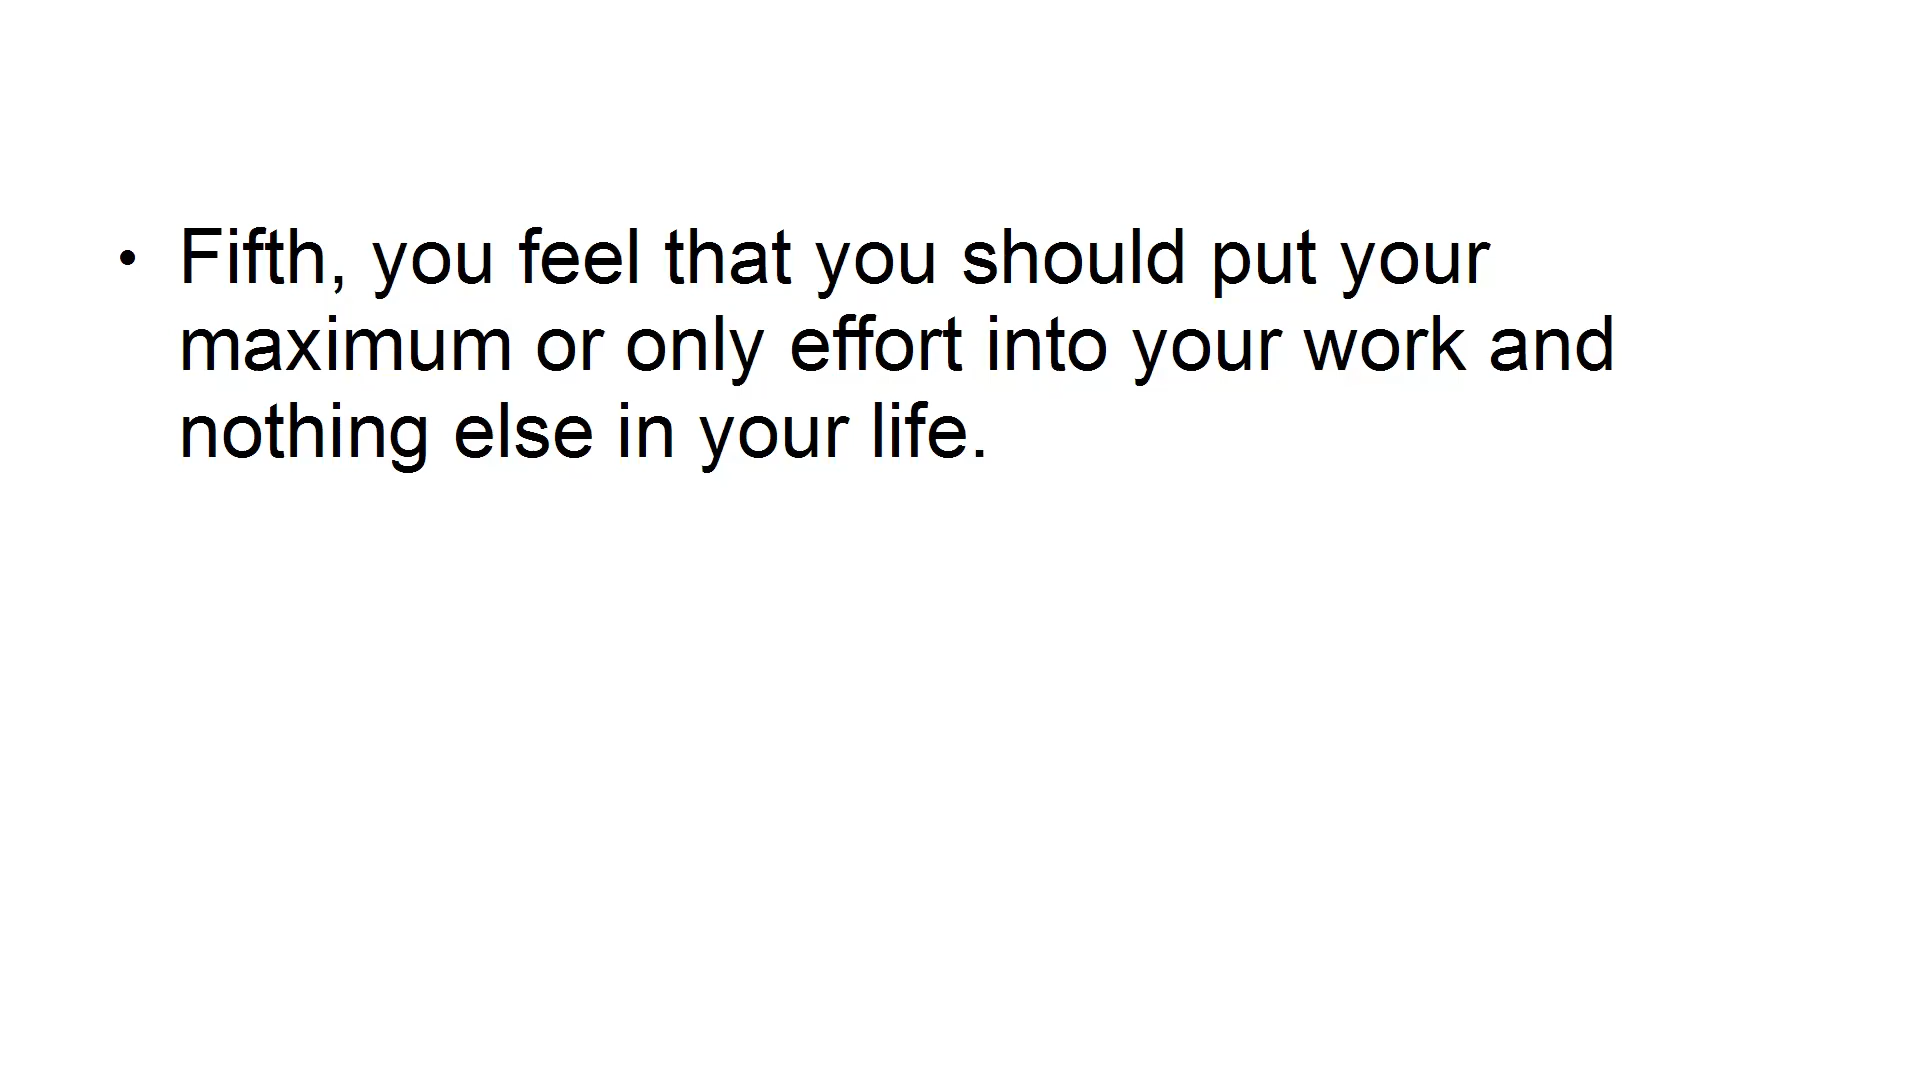 • Fifth, you feel that you should put your
maximum or only effort into your work and
nothing else in your life.